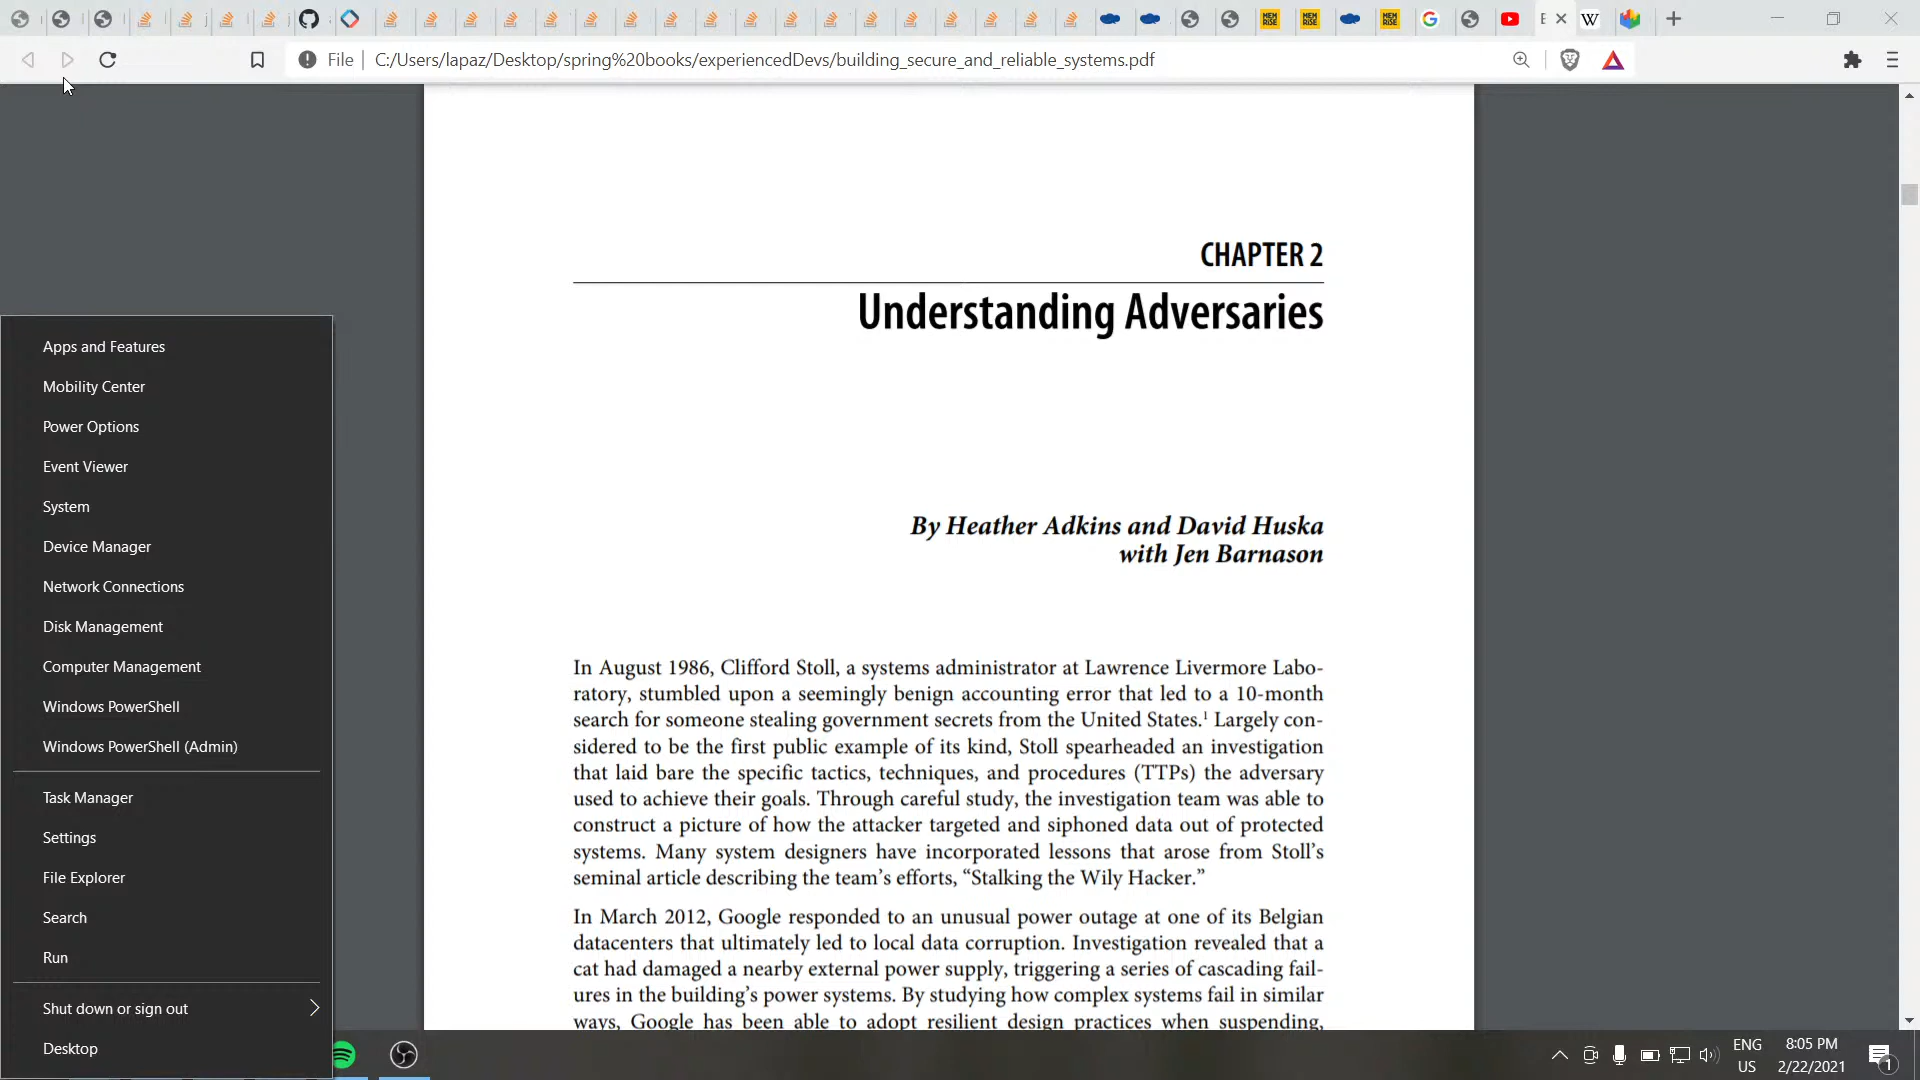 File
C:/Users/lapaz/Desktop/spring%20books/experiencedDevs/building_secure_and_reliable_systems.pdf
CHAPTER 2
Understanding Adversaries
By Heather Adkins and David Huska
with Jen Barnason
In August 1986, Clifford Stoll, a systems administrator at Lawrence Livermore Labo-
ratory, stumbled upon a seemingly benign accounting error that led to a 10-month
search for someone stealing government secrets from the United States.1 Largely con-
sidered to be the first public example of its kind, Stoll spearheaded an investigation
that laid bare the specific tactics, techniques, and procedures (TTPs) the adversary
used to achieve their goals. Through careful study, the investigation team was able to
construct a picture of how the attacker targeted and siphoned data out of protected
systems. Many system designers have incorporated lessons that arose from Stoll's
seminal article describing the team's efforts, “Stalking the Wily Hacker.”
In March 2012, Google responded to an unusual power outage at one of its Belgian
datacenters that ultimately led to local data corruption. Investigation revealed that a
cat had damaged a nearby external power supply, triggering a series of cascading fail-
ures in the building's power systems. By studying how complex systems fail in similar
ways, Google has been able to adopt resilient design practices when suspending,
Apps and Features
Mobility Center
Power Options
Event Viewer
System
Device Manager
Network Connections
Disk Management
Computer Management
Windows PowerShell
Windows PowerShell (Admin)
Task Manager
Settings
File Explorer
Search
Run
Shut down or sign out
Desktop
ENG
US
8:05 PM
2/22/2021
1